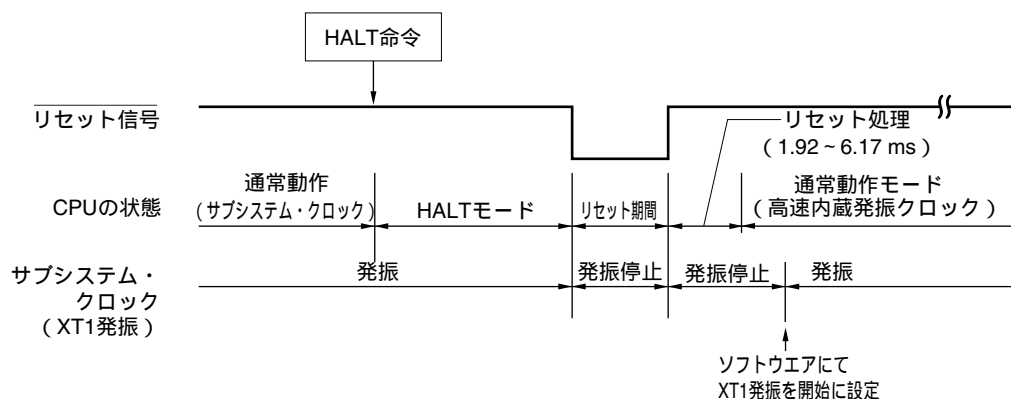 HALT命令
リセット信号
リセット処理
（1.92～6.17 ms）
CPUの状態
通常動作
（サブシステム・クロック）
HALTモード
リセット期間
通常動作モード
（高速内蔵発振クロック）
サブシステム・
クロック
（XT1発振）
発振
発振停止
発振停止
発振
ソフトウエアにて
XT1発振を開始に設定